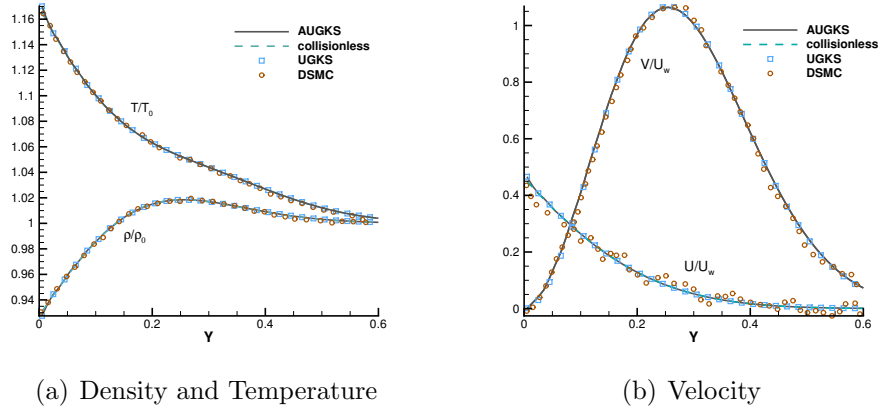 1.16
1.14
1.12
1.1
1.08
1.06
1.04
1.02
1
0.98
0.96
0.94
0
0.2
0.4
0.6
Y
AUGKS
collisionless
UGKS
DSMC
T/T₀
ρ/ρ₀
(a) Density and Temperature
1
0.8
0.6
0.4
0.2
0
0
0.2
0.4
0.6
Y
AUGKS
collisionless
UGKS
DSMC
V/U_w
U/U_w
(b) Velocity